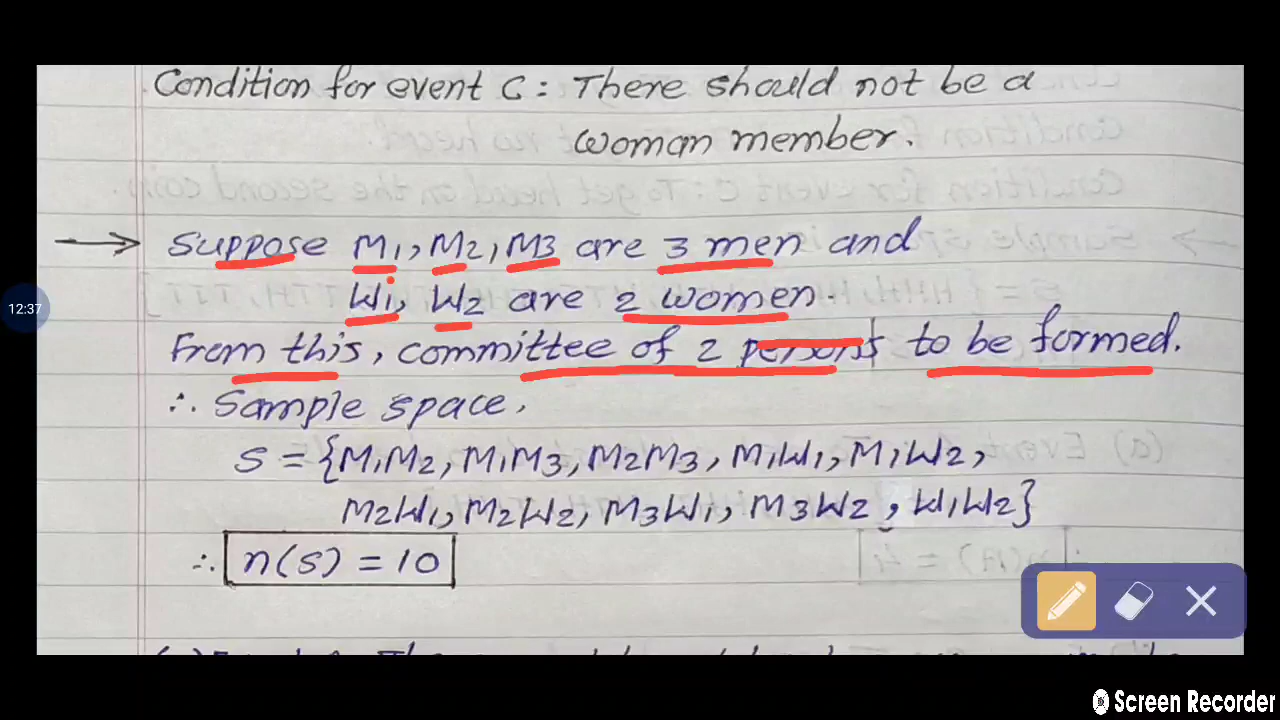 Condition for event C: There should not be a
woman member.
Suppose M1, M2, M3 are 3 men and
W1, W2 are 2 women.
From this, committee of 2 persons to be formed.
∴ Sample space,
S = {M1M2, M1M3, M2M3, M1W1, M1W2,
M2W1, M2W2, M3W1, M3W2, W1W2}
∴ n(S) = 10
12:37
Screen Recorder